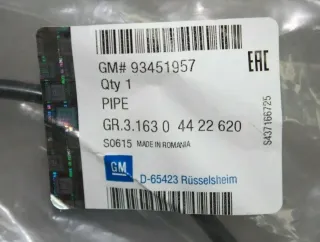 GM# 93451957
Qty 1
PIPE
GR.3.163 0 44 22 620
S0615 MADE IN ROMANIA
GM
D-65423 Rüsselsheim
EAC
S437166725